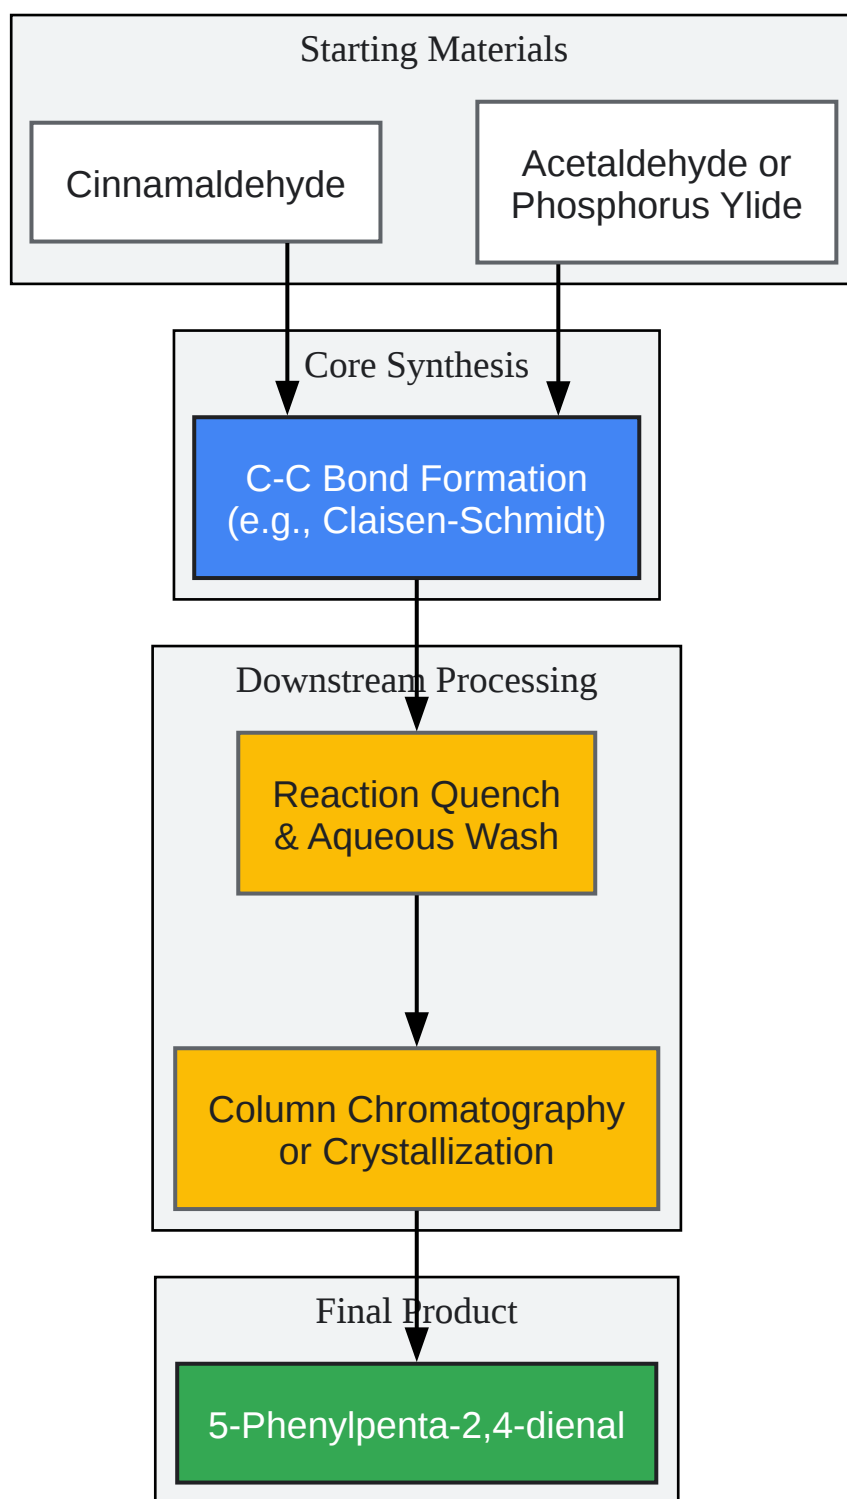 Starting Materials
Cinnamaldehyde
Acetaldehyde or
Phosphorus Ylide
Core Synthesis
C-C Bond Formation
(e.g., Claisen-Schmidt)
Downstream Processing
Reaction Quench
& Aqueous Wash
Column Chromatography
or Crystallization
Final Product
5-Phenylpenta-2,4-dienal